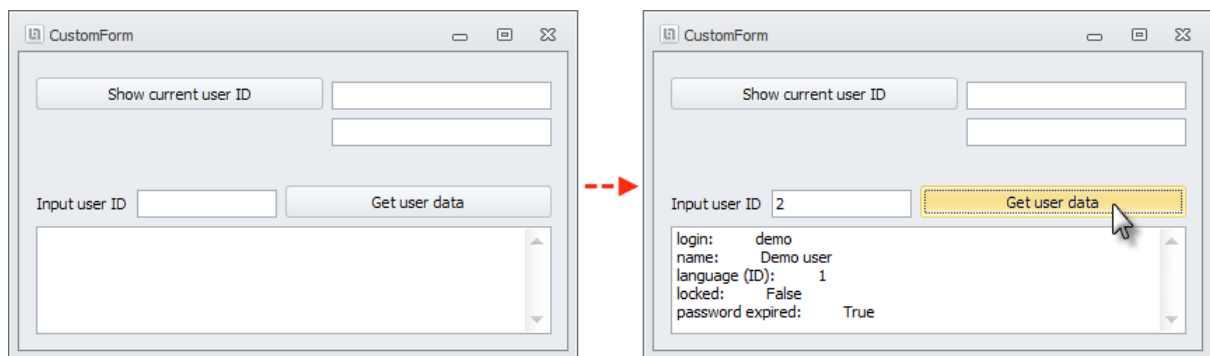 CustomForm
Show current user ID
Input user ID
Get user data
CustomForm
Show current user ID
Input user ID 2
Get user data
login: demo
name: Demo user
language (ID): 1
locked: False
password expired: True